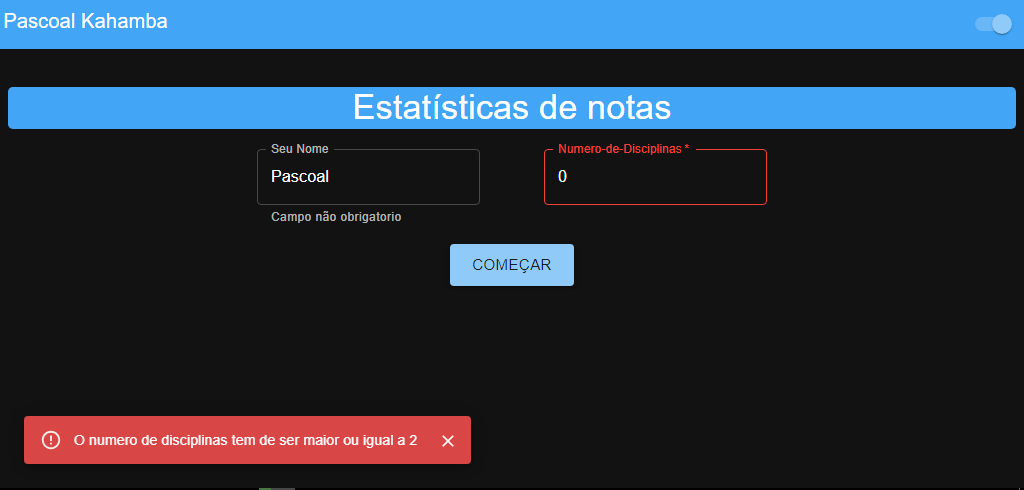 Pascoal Kahamba
Estatísticas de notas
Seu Nome
Pascoal
Campo não obrigatorio
Numero-de-Disciplinas *
0
COMEÇAR
O numero de disciplinas tem de ser maior ou igual a 2